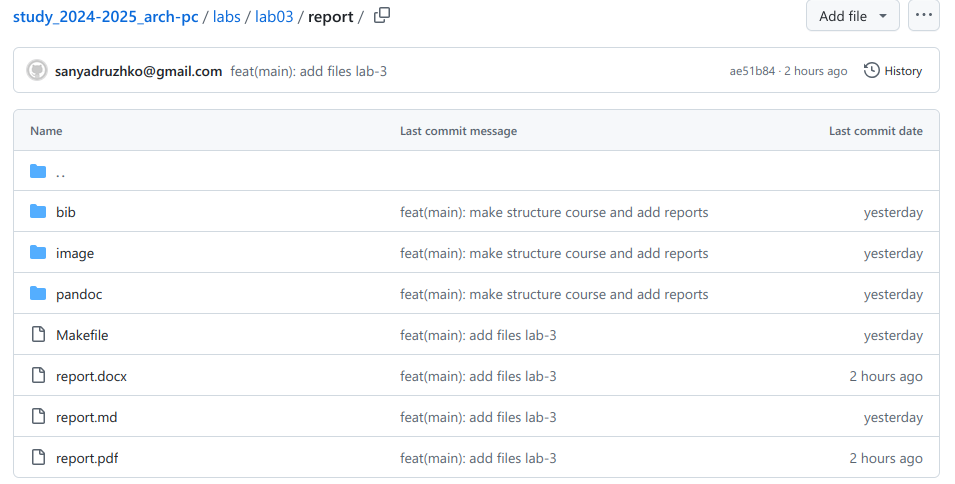 study_2024-2025_arch-pc / labs / lab03 / report / Add file ...
sanyadruzhko@gmail.com feat(main): add files lab-3 ae51b84 · 2 hours ago History
Name Last commit message Last commit date
..
bib feat(main): make structure course and add reports yesterday
image feat(main): make structure course and add reports yesterday
pandoc feat(main): make structure course and add reports yesterday
Makefile feat(main): add files lab-3 yesterday
report.docx feat(main): add files lab-3 2 hours ago
report.md feat(main): add files lab-3 yesterday
report.pdf feat(main): add files lab-3 2 hours ago